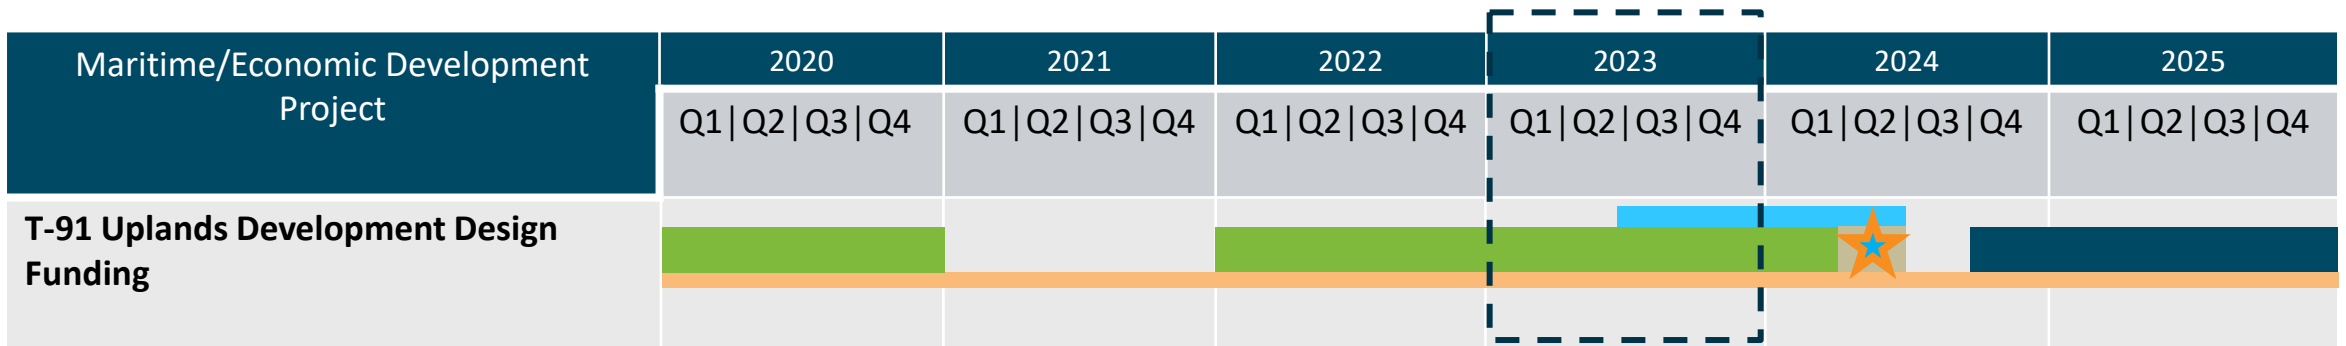 Maritime/Economic Development
Project
2020
2021
2022
2023
2024
2025
Q1|Q2|Q3|Q4
Q1|Q2|Q3|Q4
Q1|Q2|Q3|Q4
Q1|Q2|Q3|Q4
Q1|Q2|Q3|Q4
Q1|Q2|Q3|Q4
T-91 Uplands Development Design
Funding